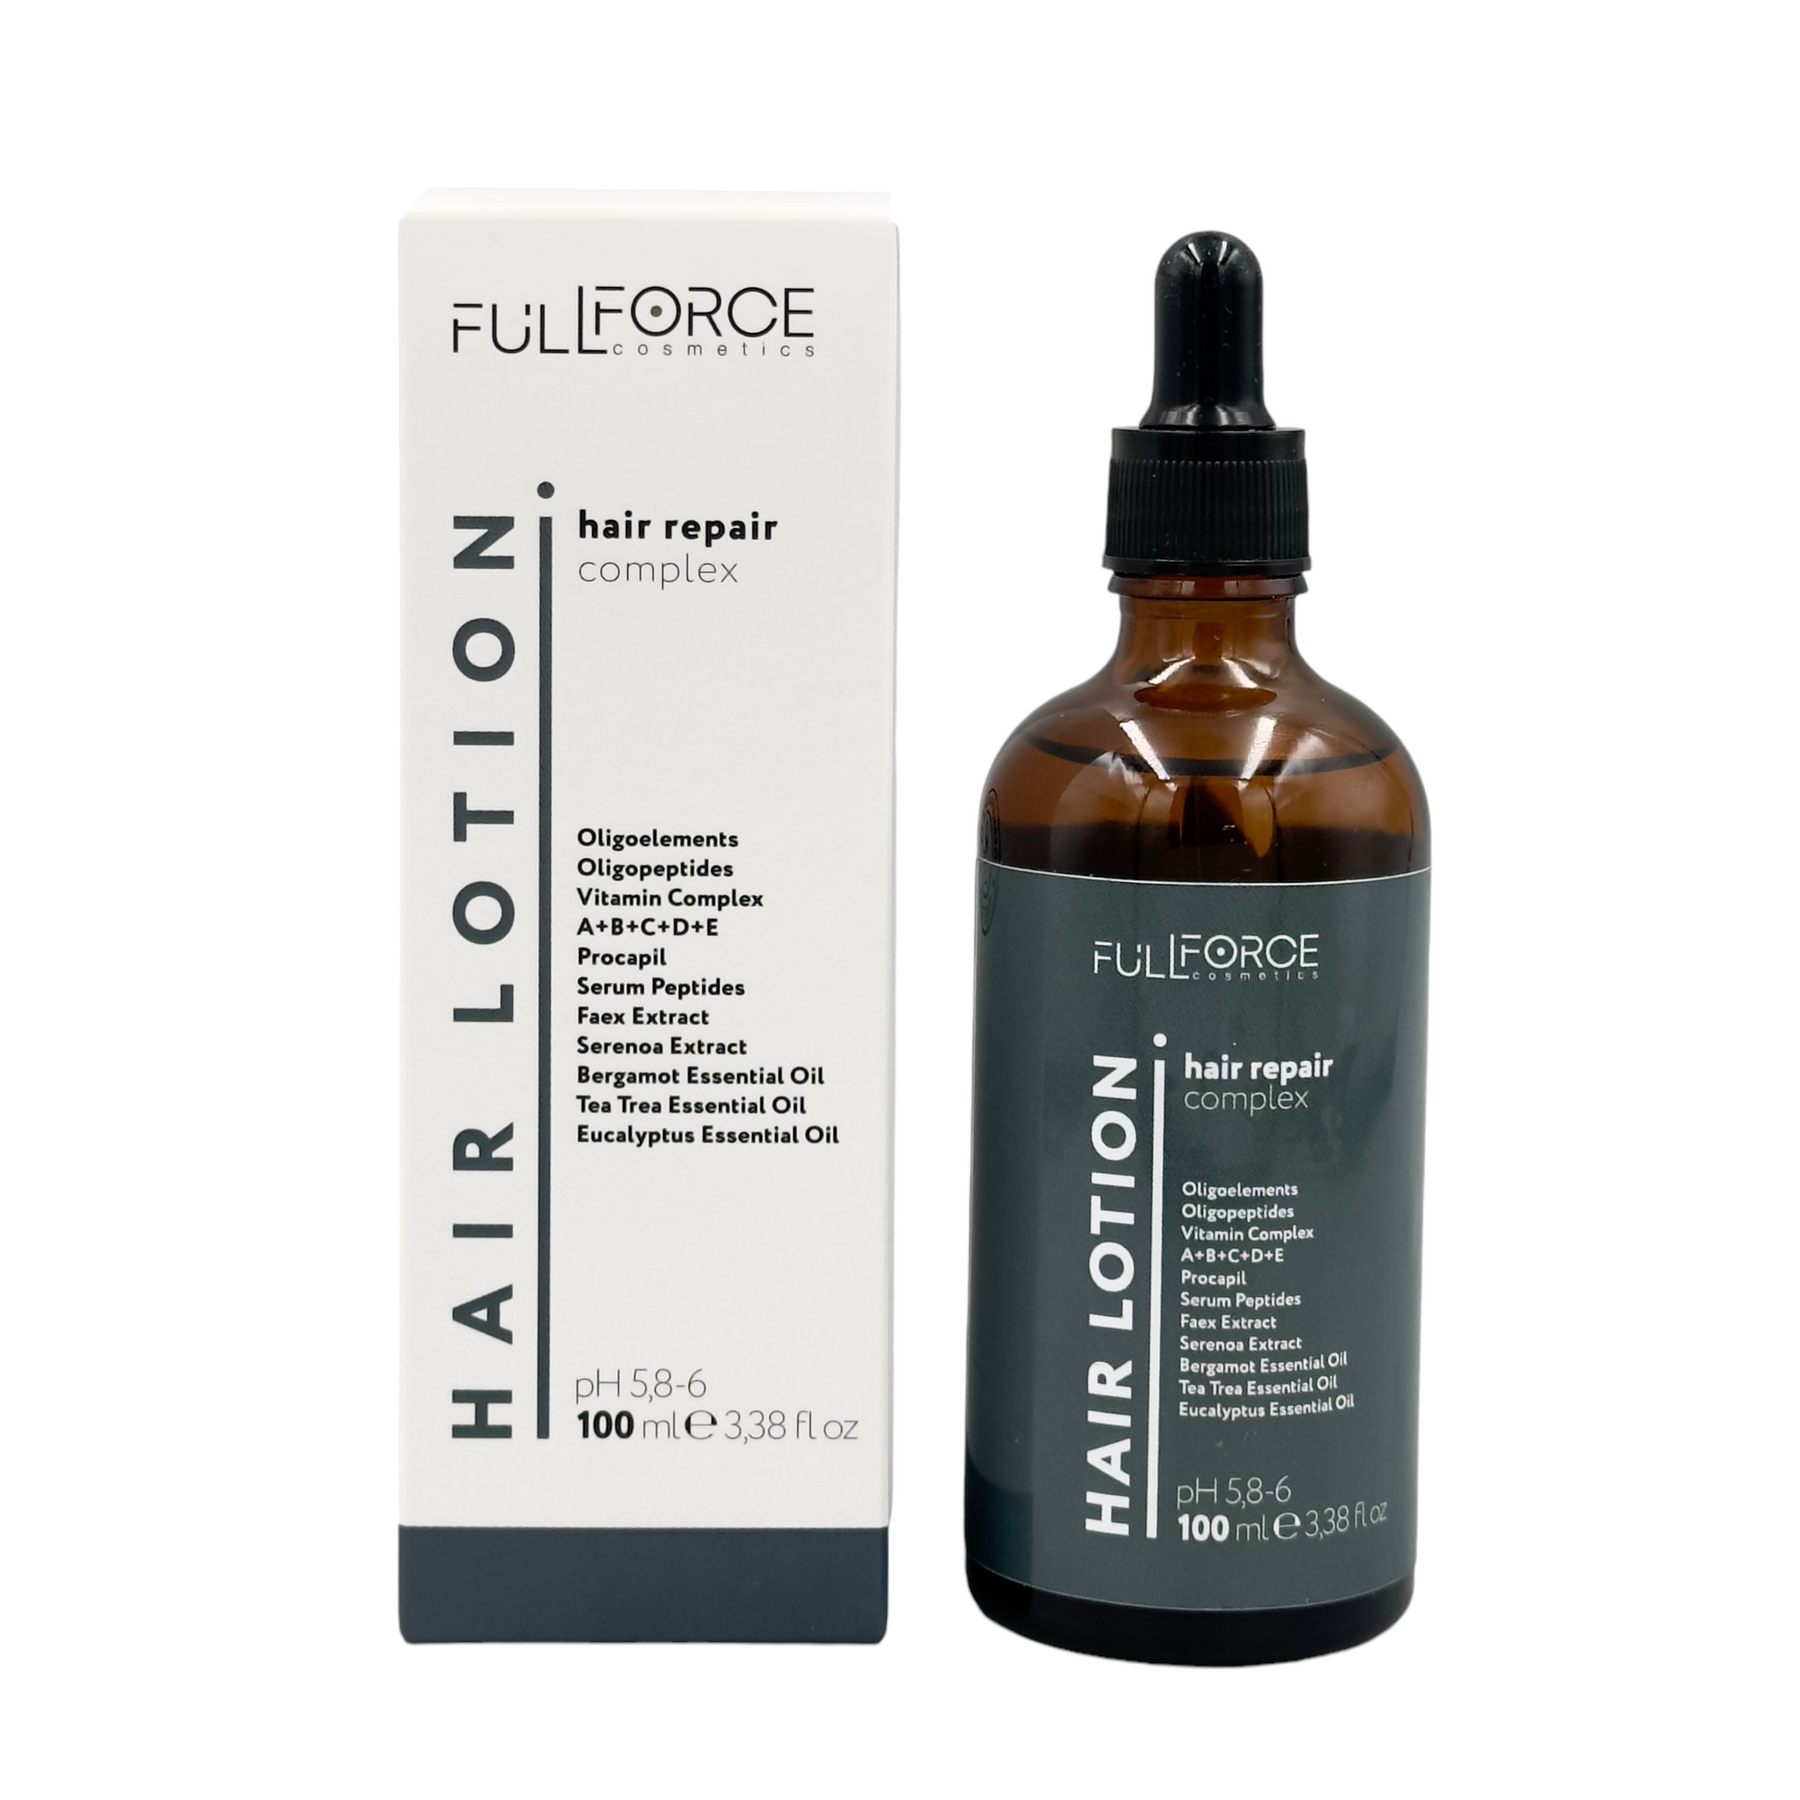 FULLFORCE
cosmetics
HAIR LOTION
hair repair
complex
Oligoelements
Oligopeptides
Vitamin Complex
A+B+C+D+E
Procapil
Serum Peptides
Faex Extract
Serenoa Extract
Bergamot Essential Oil
Tea Trea Essential Oil
Eucalyptus Essential Oil
pH 5,8-6
100 ml ℮ 3,38 fl oz
FULLFORCE
cosmetics
HAIR LOTION
hair repair
complex
Oligoelements
Oligopeptides
Vitamin Complex
A+B+C+D+E
Procapil
Serum Peptides
Faex Extract
Serenoa Extract
Bergamot Essential Oil
Tea Trea Essential Oil
Eucalyptus Essential Oil
pH 5,8-6
100 ml ℮ 3,38 fl oz